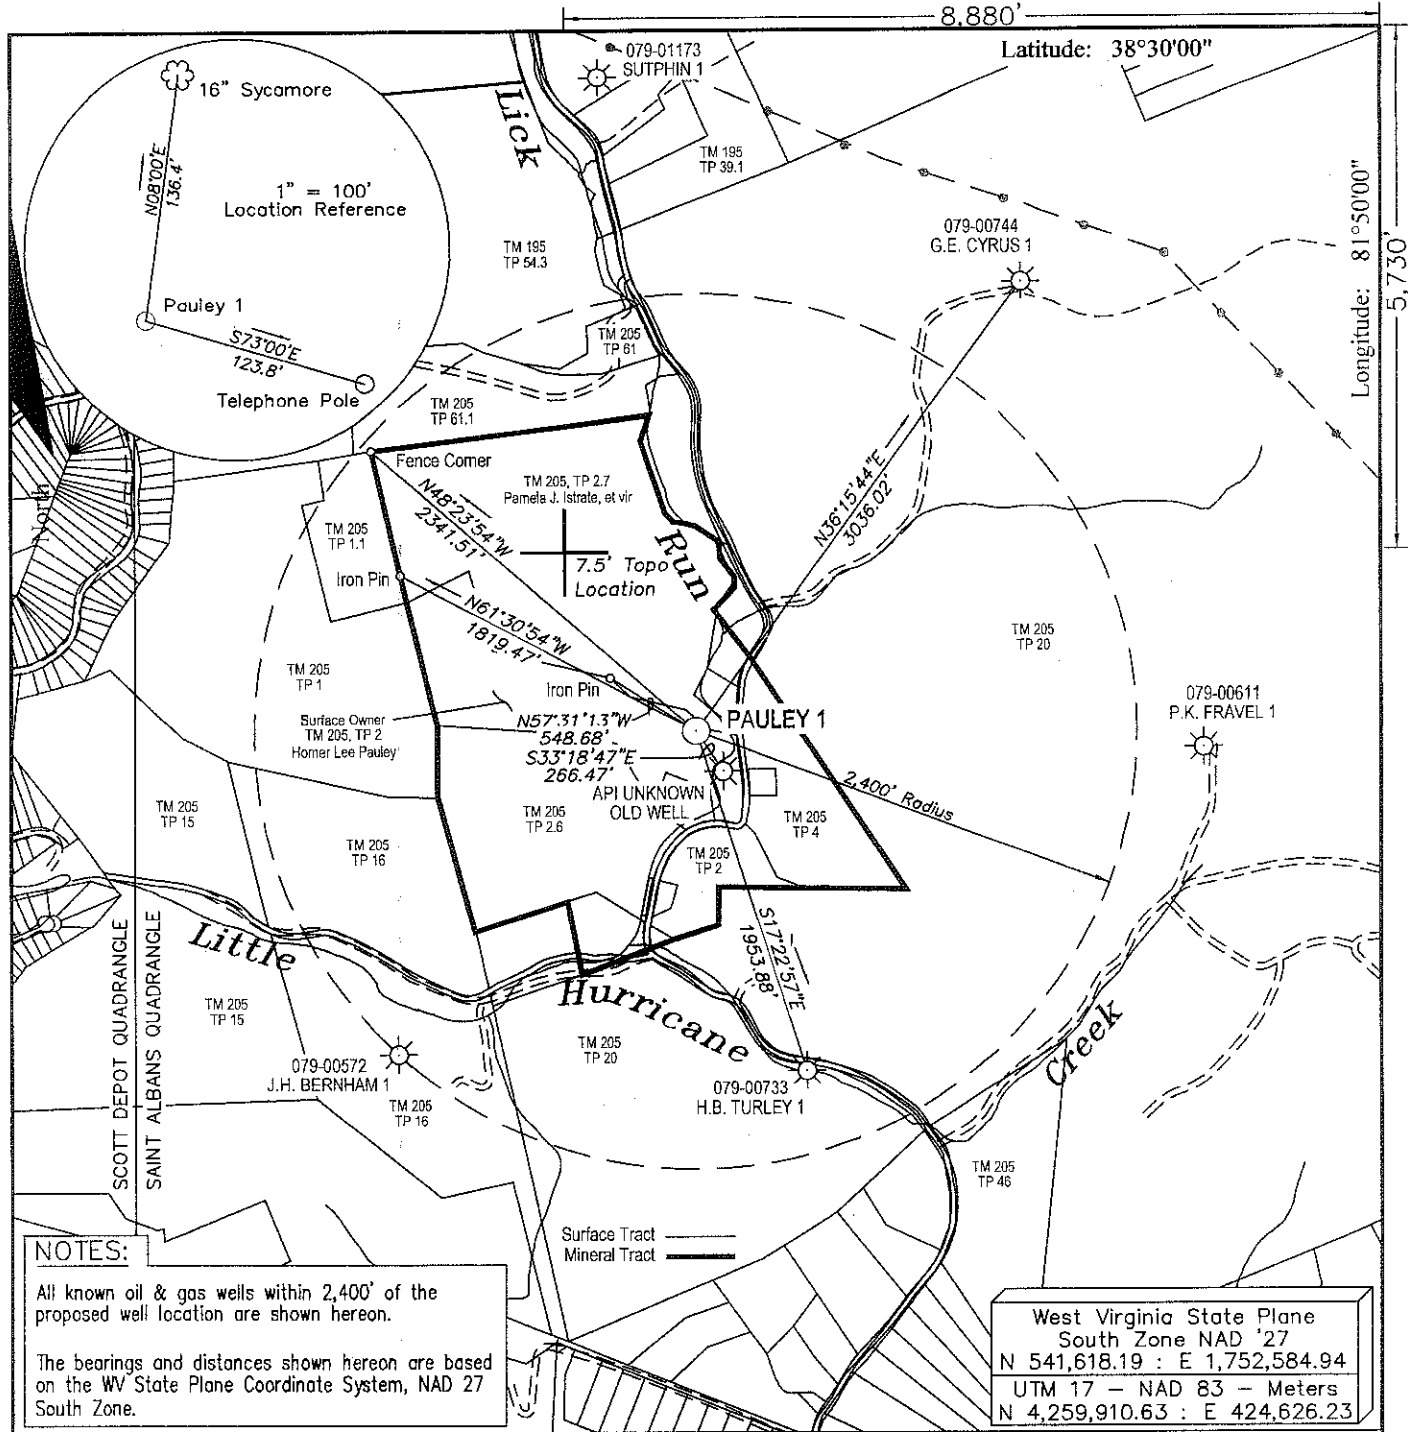 8,880'
Latitude: 38°30'00"
Longitude: 81°50'00"
5,730'
079-01173
SUTPHIN 1
16" Sycamore
N08°00'E
136.4'
1" = 100'
Location Reference
Pauley 1
S73°00'E
123.8'
Telephone Pole
Lick
TM 195
TP 39.1
TM 195
TP 54.3
079-00744
G.E. CYRUS 1
TM 205
TP 61
TM 205
TP 61.1
Fence Corner
TM 205, TP 2.7
Pamela J. Istrate, et vir
N48°23'54"W
2341.51'
N36°15'44"E
3036.02'
North
TM 205
TP 1.1
Run
7.5' Topo
Location
Iron Pin
N61°30'54"W
1819.47'
TM 205
TP 20
TM 205
TP 1
Iron Pin
079-00611
P.K. FRAVEL 1
Surface Owner
TM 205, TP 2
Homer Lee Pauley
N57°31'13"W
548.68'
PAULEY 1
S33°18'47"E
266.47'
API UNKNOWN
OLD WELL
2,400' Radius
TM 205
TP 15
TM 205
TP 2.6
TM 205
TP 4
TM 205
TP 16
TM 205
TP 2
Little
S17°22'57"E
1953.88'
SCOTT DEPOT QUADRANGLE
SAINT ALBANS QUADRANGLE
TM 205
TP 15
Hurricane
Creek
TM 205
TP 20
079-00572
J.H. BERNHAM 1
079-00733
H.B. TURLEY 1
TM 205
TP 16
TM 205
TP 46
Surface Tract
Mineral Tract
NOTES:
All known oil & gas wells within 2,400' of the
proposed well location are shown hereon.
The bearings and distances shown hereon are based
on the WV State Plane Coordinate System, NAD 27
South Zone.
West Virginia State Plane
South Zone NAD '27
N 541,618.19 : E 1,752,584.94
UTM 17 – NAD 83 – Meters
N 4,259,910.63 : E 424,626.23